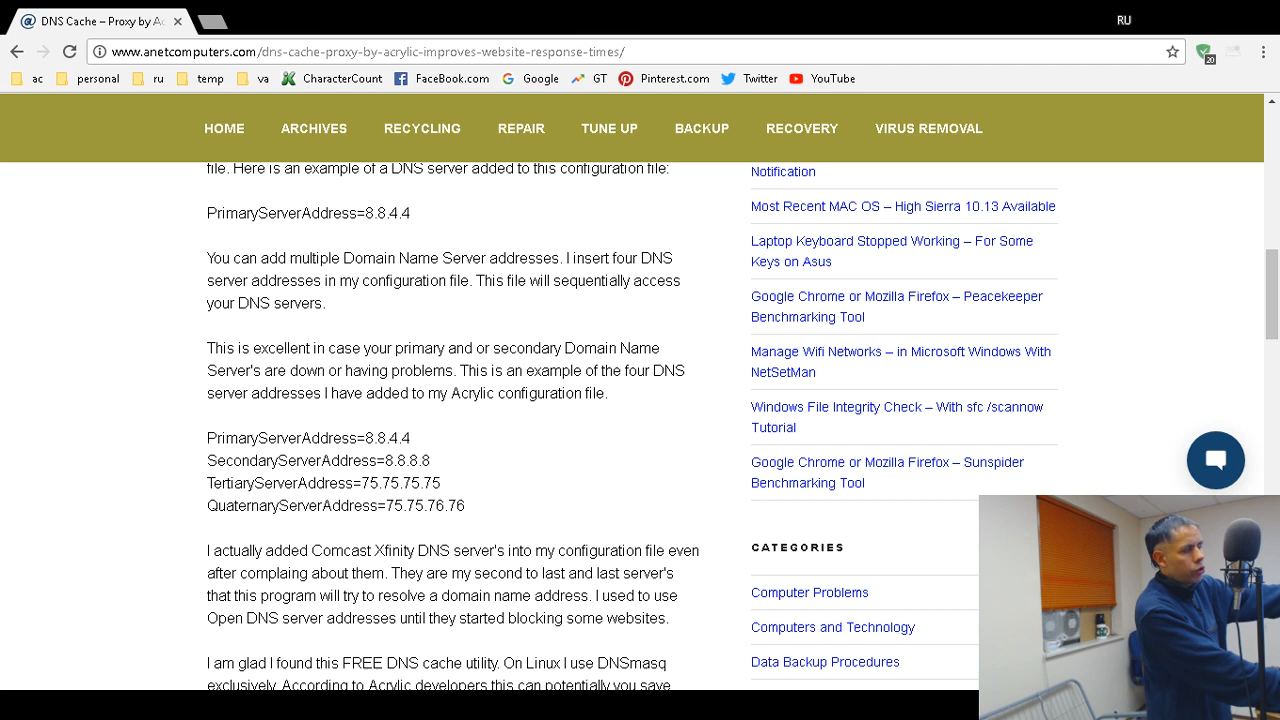 DNS Cache – Proxy by Ac
RU
www.anetcomputers.com/dns-cache-proxy-by-acrylic-improves-website-response-times/
20
ac personal ru temp va CharacterCount FaceBook.com Google GT Pinterest.com Twitter YouTube
HOME ARCHIVES RECYCLING REPAIR TUNE UP BACKUP RECOVERY VIRUS REMOVAL
file. Here is an example of a DNS server added to this configuration file:
PrimaryServerAddress=8.8.4.4
You can add multiple Domain Name Server addresses. I insert four DNS
server addresses in my configuration file. This file will sequentially access
your DNS servers.
This is excellent in case your primary and or secondary Domain Name
Server's are down or having problems. This is an example of the four DNS
server addresses I have added to my Acrylic configuration file.
PrimaryServerAddress=8.8.4.4
SecondaryServerAddress=8.8.8.8
TertiaryServerAddress=75.75.75.75
QuaternaryServerAddress=75.75.76.76
I actually added Comcast Xfinity DNS server's into my configuration file even
after complaing about them. They are my second to last and last server's
that this program will try to resolve a domain name address. I used to use
Open DNS server addresses until they started blocking some websites.
I am glad I found this FREE DNS cache utility. On Linux I use DNSmasq
exclusively. According to Acrylic developers this can potentially you save
Notification
Most Recent MAC OS – High Sierra 10.13 Available
Laptop Keyboard Stopped Working – For Some
Keys on Asus
Google Chrome or Mozilla Firefox – Peacekeeper
Benchmarking Tool
Manage Wifi Networks – in Microsoft Windows With
NetSetMan
Windows File Integrity Check – With sfc /scannow
Tutorial
Google Chrome or Mozilla Firefox – Sunspider
Benchmarking Tool
CATEGORIES
Computer Problems
Computers and Technology
Data Backup Procedures